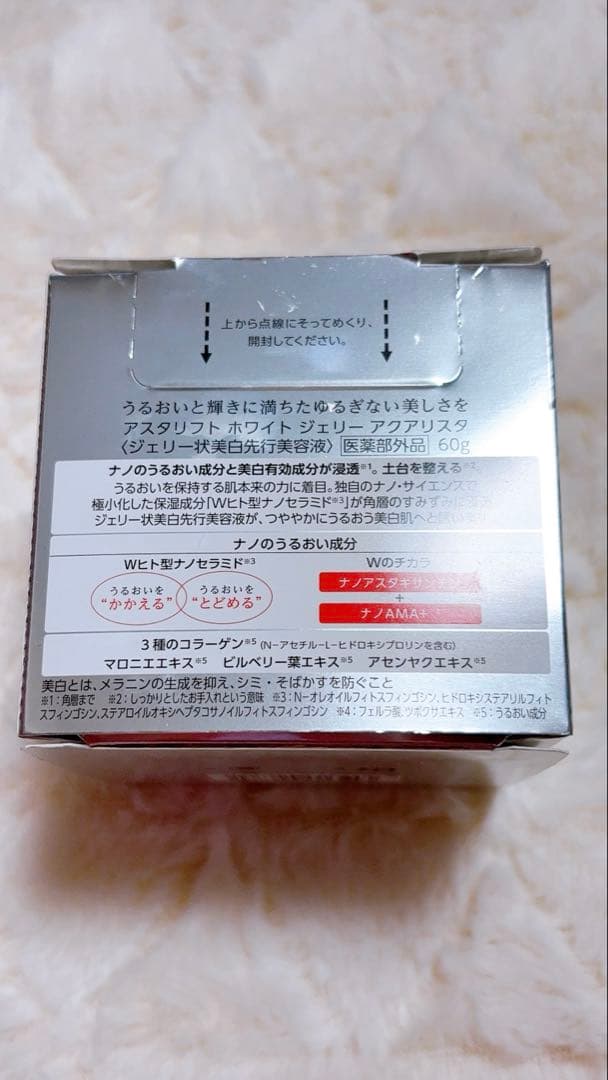 上から点線にそってめくり、
開封してください。
うるおいと輝きに満ちたゆるぎない美しさを
アスタリフト ホワイト ジェリー アクアリスタ
〈ジェリー状美白先行美容液〉 医薬部外品 60g
ナノのうるおい成分と美白有効成分が浸透※1。土台を整える※2
うるおいを保持する肌本来の力に着目。独自のナノ・サイエンスで
極小化した保湿成分「Wヒト型ナノセラミド※3」が角層のすみずみに
ジェリー状美白先行美容液が、つややかにうるおう美白肌へと
ナノのうるおい成分
Wヒト型ナノセラミド※3
うるおいを
“かかえる”
うるおいを
“とどめる”
Wのチカラ
ナノアスタキサンチン
+
ナノAMA+
3種のコラーゲン※5 (N-アセチル-L-ヒドロキシプロリンを含む)
マロニエエキス※5 ビルベリー葉エキス※5 アセンヤクエキス※5
美白とは、メラニンの生成を抑え、シミ・そばかすを防ぐこと
※1：角層まで ※2：しっかりとしたお手入れという意味 ※3：N-オレオイルフィトスフィンゴシン、ヒドロキシステアリルフィト
スフィンゴシン、ステアロイルオキシヘプタコサノイルフィトスフィンゴシン ※4：フェルラ酸、ツボクサエキス ※5：うるおい成分